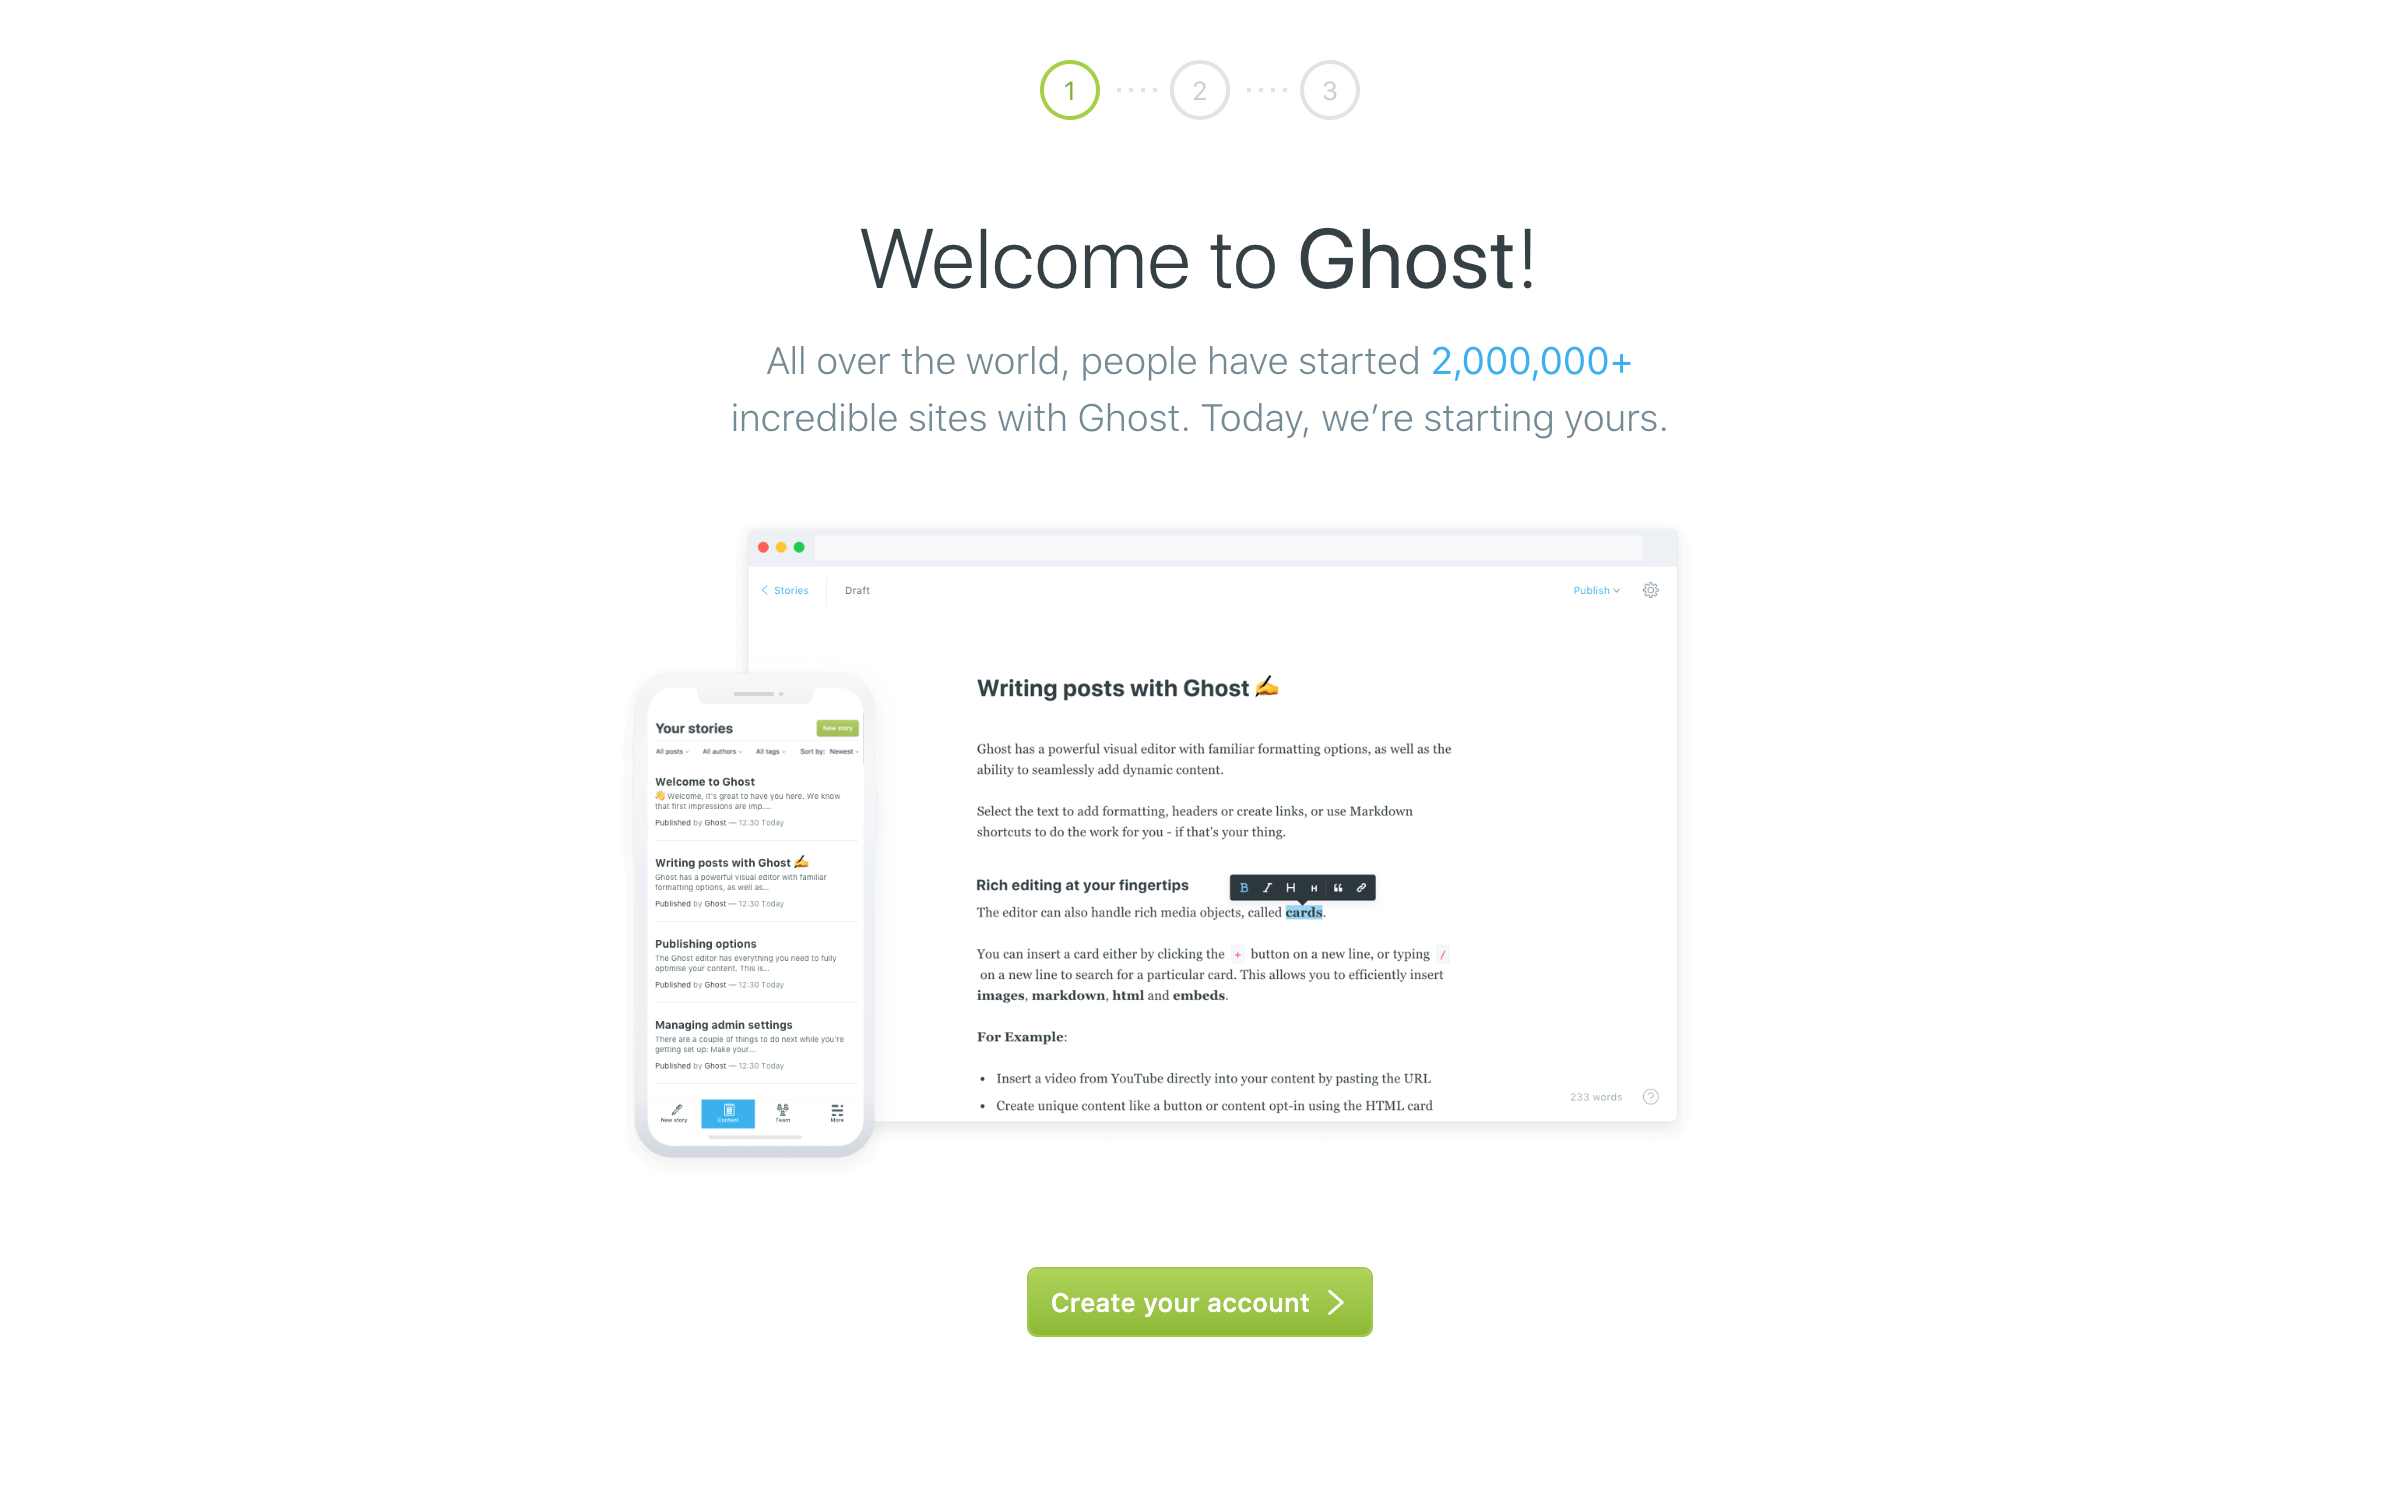 1
2
3
Welcome to Ghost!
All over the world, people have started 2,000,000+
incredible sites with Ghost. Today, we’re starting yours.
Stories
Draft
Publish
Writing posts with Ghost ✍️
Ghost has a powerful visual editor with familiar formatting options, as well as the
ability to seamlessly add dynamic content.
Select the text to add formatting, headers or create links, or use Markdown
shortcuts to do the work for you - if that's your thing.
Rich editing at your fingertips
B I H H
The editor can also handle rich media objects, called cards.
You can insert a card either by clicking the + button on a new line, or typing /
on a new line to search for a particular card. This allows you to efficiently insert
images, markdown, html and embeds.
For Example:
• Insert a video from YouTube directly into your content by pasting the URL
• Create unique content like a button or content opt-in using the HTML card
233 words
?
Your stories
New story
All posts All authors All tags Sort by: Newest
Welcome to Ghost
👋 Welcome, it's great to have you here. We know
that first impressions are imp....
Published by Ghost — 12:30 Today
Writing posts with Ghost ✍️
Ghost has a powerful visual editor with familiar
formatting options, as well as...
Published by Ghost — 12:30 Today
Publishing options
The Ghost editor has everything you need to fully
optimise your content. This is...
Published by Ghost — 12:30 Today
Managing admin settings
There are a couple of things to do next while you're
getting set up: Make your...
Published by Ghost — 12:30 Today
New story Content Team More
Create your account